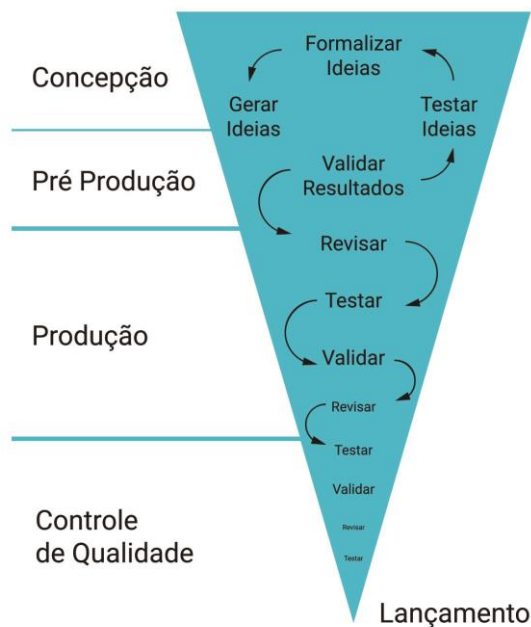 Formalizar
Ideias
Concepção
Gerar
Ideias
Testar
Ideias
Pré Produção
Validar
Resultados
Revisar
Testar
Produção
Validar
Revisar
Testar
Validar
Controle
de Qualidade
Revisar
Testar
Lançamento